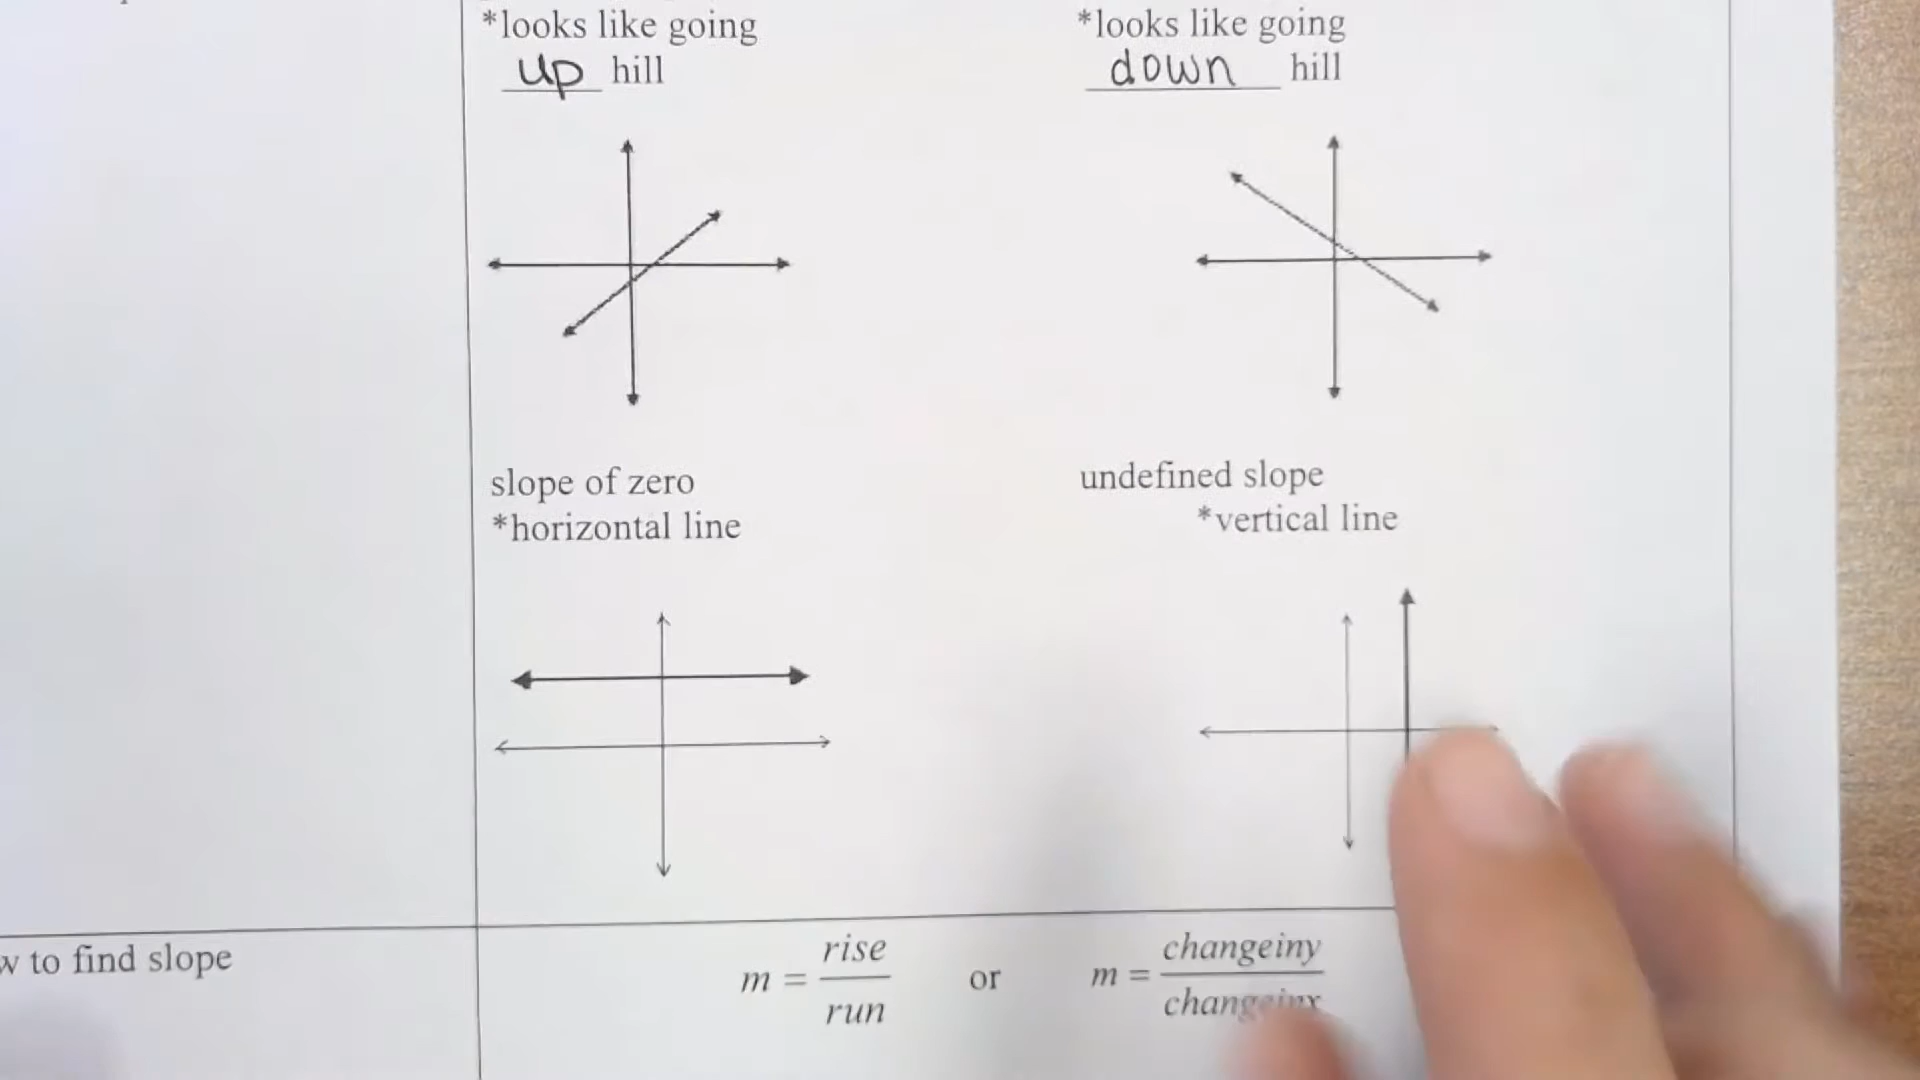 *looks like going
up hill
*looks like going
down hill
slope of zero
*horizontal line
undefined slope
*vertical line
w to find slope
m = rise/run or m = changeiny/changeinx